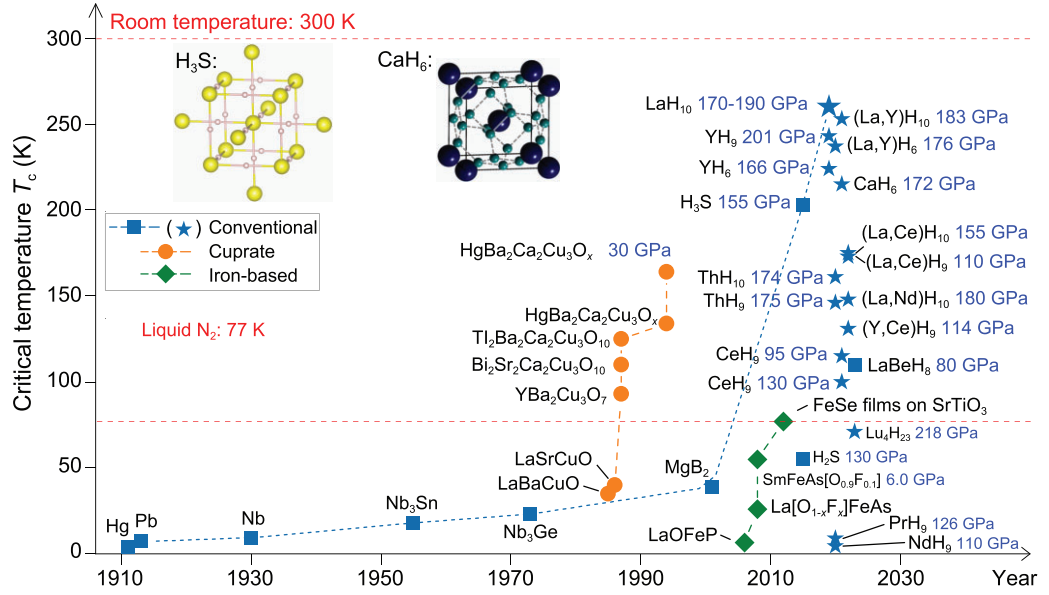 Room temperature: 300 K
H₃S:
CaH₆:
Critical temperature Tc (K)
300
250
200
150
100
50
0
( ) Conventional
Cuprate
Iron-based
Liquid N₂: 77 K
LaH₁₀ 170-190 GPa
(La,Y)H₁₀ 183 GPa
YH₉ 201 GPa
(La,Y)H₆ 176 GPa
YH₆ 166 GPa
CaH₆ 172 GPa
H₃S 155 GPa
(La,Ce)H₁₀ 155 GPa
(La,Ce)H₉ 110 GPa
HgBa₂Ca₂Cu₃Oₓ 30 GPa
ThH₁₀ 174 GPa
ThH₉ 175 GPa
(La,Nd)H₁₀ 180 GPa
HgBa₂Ca₂Cu₃Oₓ
(Y,Ce)H₉ 114 GPa
Tl₂Ba₂Ca₂Cu₃O₁₀
CeH₉ 95 GPa
Bi₂Sr₂Ca₂Cu₃O₁₀
LaBeH₈ 80 GPa
CeH₉ 130 GPa
YBa₂Cu₃O₇
FeSe films on SrTiO₃
Lu₄H₂₃ 218 GPa
LaSrCuO
H₂S 130 GPa
MgB₂
LaBaCuO
SmFeAs[O₀.₉F₀.₁] 6.0 GPa
Nb₃Sn
La[O₁₋ₓFₓ]FeAs
Hg
Pb
Nb
Nb₃Ge
LaOFeP
PrH₉ 126 GPa
NdH₉ 110 GPa
1910
1930
1950
1970
1990
2010
2030
Year